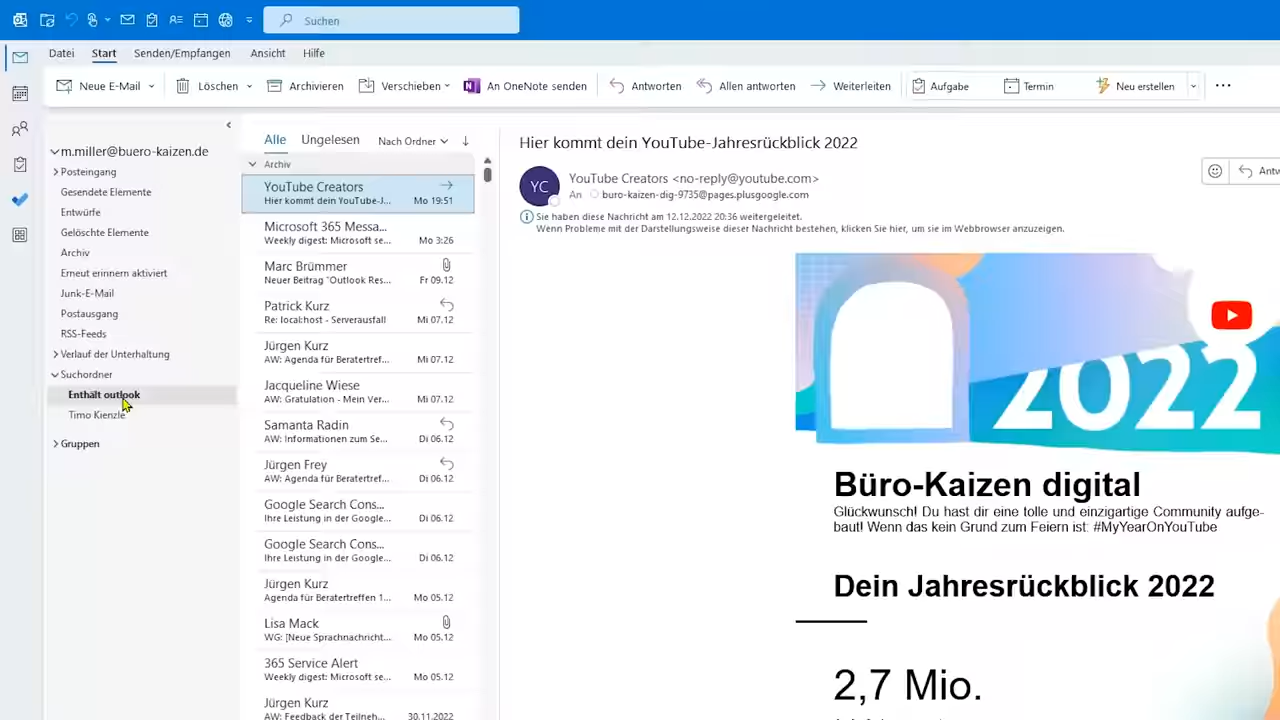 Suchen
Datei Start Senden/Empfangen Ansicht Hilfe
Neue E-Mail Löschen Archivieren Verschieben An OneNote senden Antworten Allen antworten Weiterleiten Aufgabe Termin Neu erstellen ...
m.miller@buero-kaizen.de
Posteingang
Gesendete Elemente
Entwürfe
Gelöschte Elemente
Archiv
Erneut erinnern aktiviert
Junk-E-Mail
Postausgang
RSS-Feeds
Verlauf der Unterhaltung
Suchordner
Enthält outlook
Timo Kienzle
Gruppen
Alle Ungelesen Nach Ordner
Archiv
YouTube Creators
Hier kommt dein YouTube-J... Mo 19:51
Microsoft 365 Messa...
Weekly digest: Microsoft se... Mo 3:26
Marc Brümmer
Neuer Beitrag "Outlook Res... Fr 09.12
Patrick Kurz
Re: local:host - Serverausfall Mi 07.12
Jürgen Kurz
AW: Agenda für Beratertref... Mi 07.12
Jacqueline Wiese
AW: Gratulation - Mein Ver... Mi 07.12
Samanta Radin
AW: Informationen zum Se... Di 06.12
Jürgen Frey
AW: Agenda für Beratertref... Di 06.12
Google Search Cons...
Ihre Leistung in der Google... Di 06.12
Google Search Cons...
Ihre Leistung in der Google... Di 06.12
Jürgen Kurz
Agenda für Beratertreffen 1... Mo 05.12
Lisa Mack
WG: [Neue Sprachnachricht... Mo 05.12
365 Service Alert
Weekly digest: Microsoft se... Mo 05.12
Jürgen Kurz
AW: Feedback der Teilneh... 30.11.2022
Hier kommt dein YouTube-Jahresrückblick 2022
YC
YouTube Creators <no-reply@youtube.com>
An buro-kaizen-dig-9735@pages.plusgoogle.com
Antw
Sie haben diese Nachricht am 12.12.2022 20:36 weitergeleitet.
Wenn Probleme mit der Darstellungsweise dieser Nachricht bestehen, klicken Sie hier, um sie im Webbrowser anzuzeigen.
2022
Büro-Kaizen digital
Glückwunsch! Du hast dir eine tolle und einzigartige Community aufge-
baut! Wenn das kein Grund zum Feiern ist: #MyYearOnYouTube
Dein Jahresrückblick 2022
2,7 Mio.